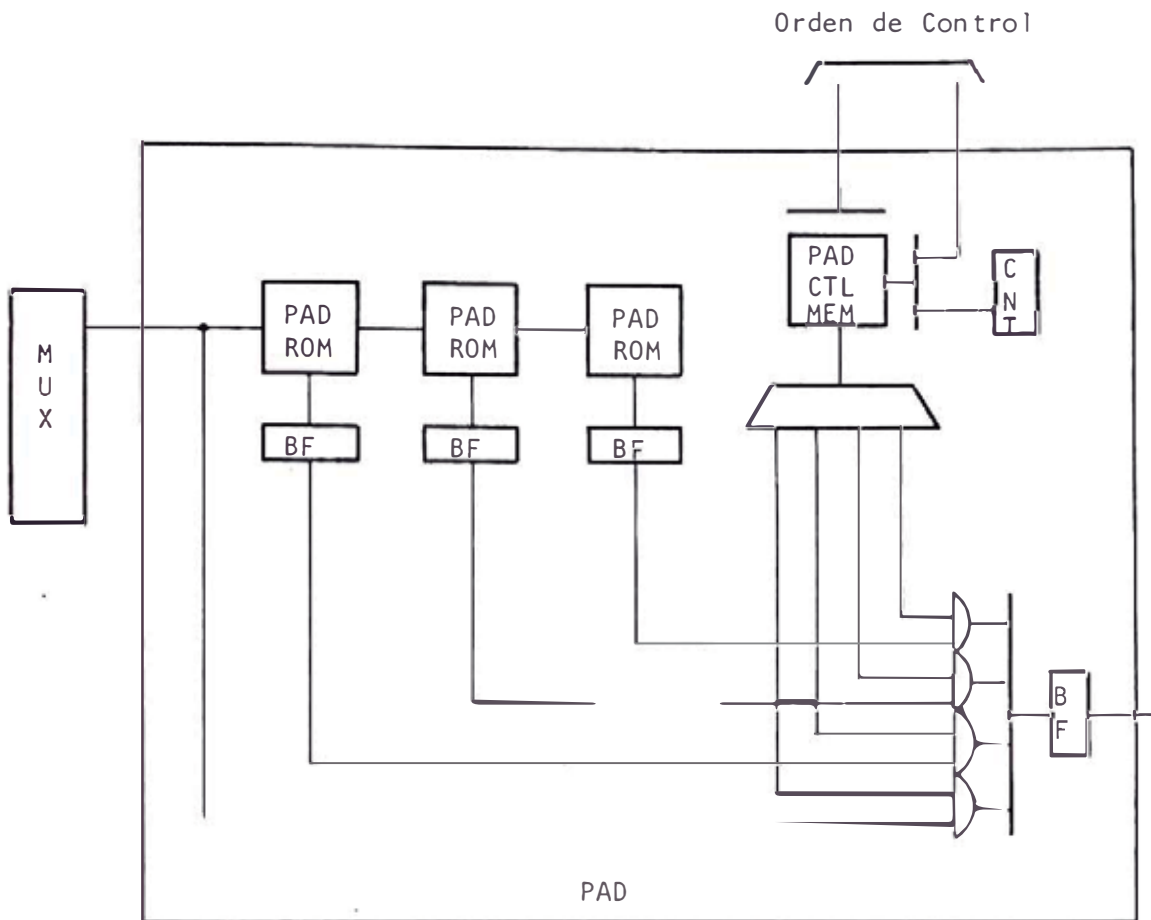 Orden de Control
PAD
CTL
MEM
C
N
T
PAD
ROM
PAD
ROM
PAD
ROM
M
U
X
BF
BF
BF
B
F
PAD